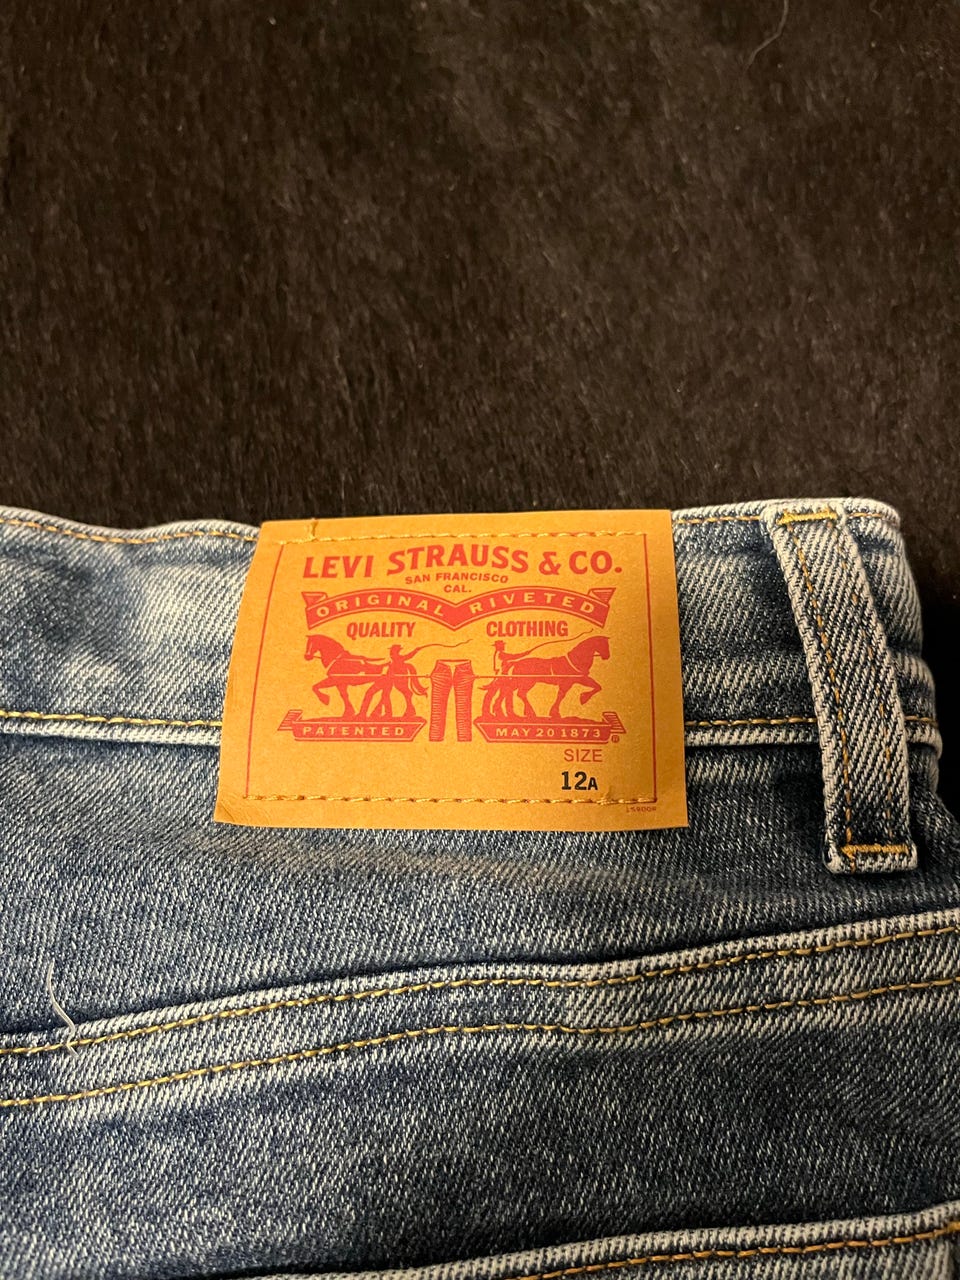 LEVI STRAUSS & CO.
SAN FRANCISCO
CAL.
ORIGINAL RIVETED
QUALITY CLOTHING
PATENTED MAY 20 1873 ®
SIZE
12A